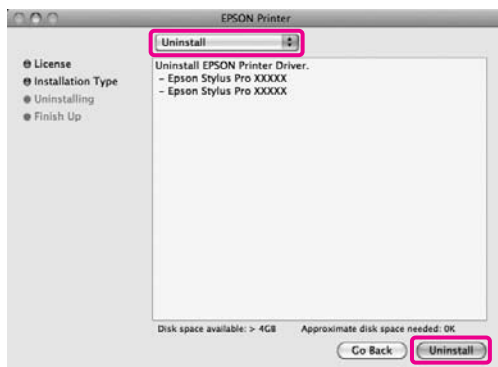 EPSON Printer
Uninstall
License
Installation Type
Uninstalling
Finish Up
Uninstall EPSON Printer Driver.
- Epson Stylus Pro XXXXX
- Epson Stylus Pro XXXXX
Disk space available: > 4GB Approximate disk space needed: 0K
Go Back Uninstall